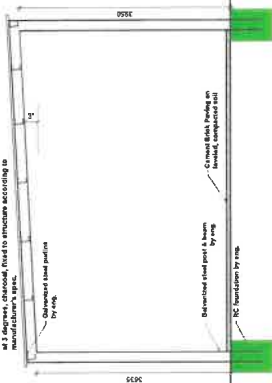 at 3 degrees, charcoal, fixed to structure according to
manufacturer's spec.
Galvanized steel purlins
by eng.
3°
3950
3635
Cement Brick Paving on
leveled, compacted soil
Galvanized steel post & beam
by eng.
RC foundation by eng.